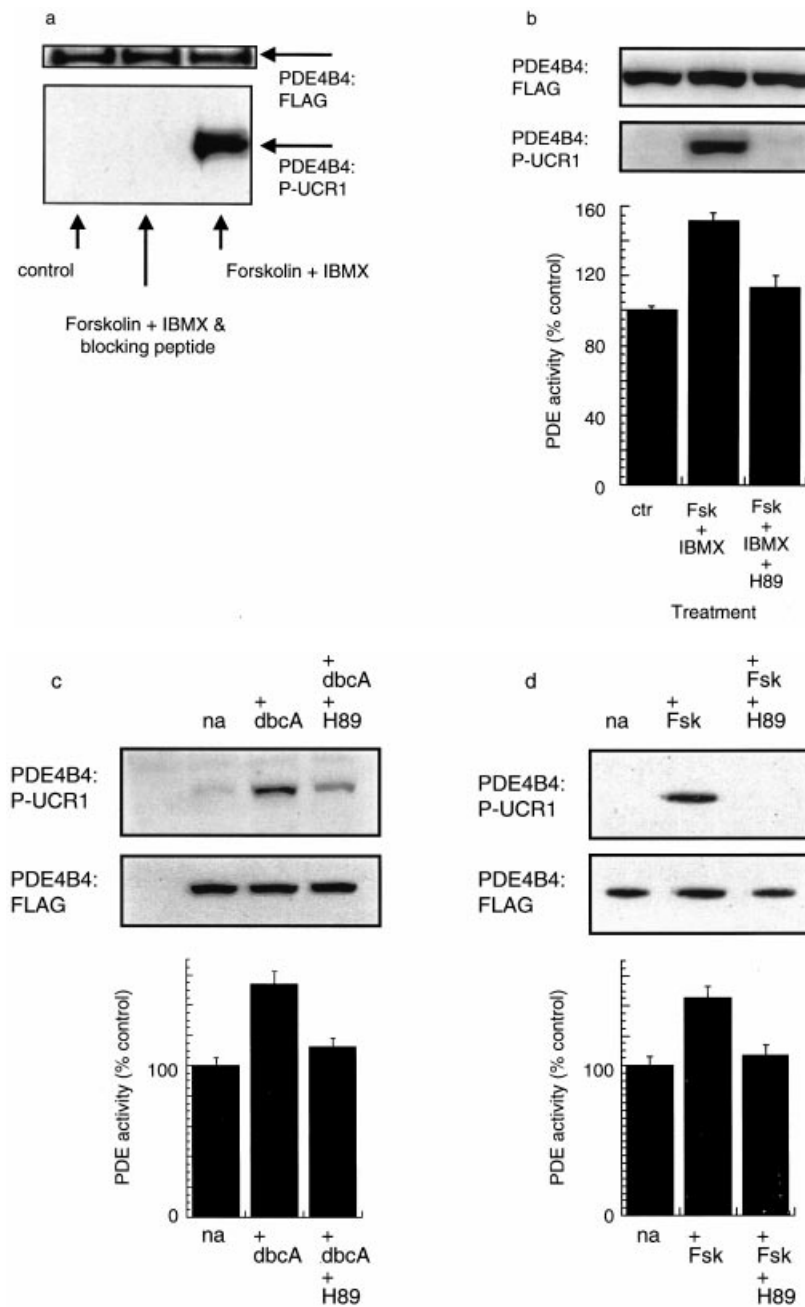 a
PDE4B4:
FLAG
PDE4B4:
P-UCR1
control
Forskolin + IBMX
Forskolin + IBMX &
blocking peptide
b
PDE4B4:
FLAG
PDE4B4:
P-UCR1
PDE activity (% control)
160
120
80
40
0
ctr
Fsk
+
IBMX
Fsk
+
IBMX
+
H89
Treatment
c
na
+
dbcA
+
dbcA
+
H89
PDE4B4:
P-UCR1
PDE4B4:
FLAG
PDE activity (% control)
100
0
na
+
dbcA
+
dbcA
+
H89
d
na
+
Fsk
+
Fsk
+
H89
PDE4B4:
P-UCR1
PDE4B4:
FLAG
PDE activity (% control)
100
0
na
+
Fsk
+
Fsk
+
H89